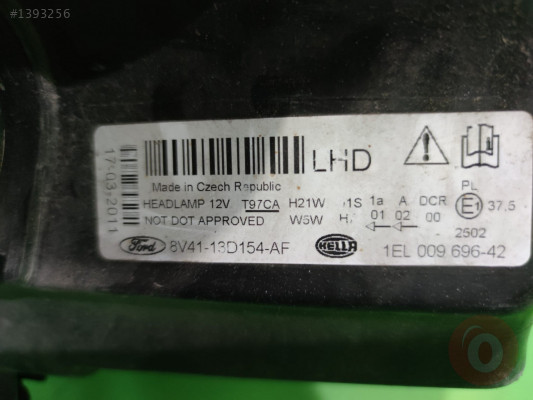 #1393256
17-03-2011
LHD
Made in Czech Republic
HEADLAMP 12V T97CA H21W 1S 1a A DCR PL
NOT DOT APPROVED W5W 01 02 00 E1 37.5
2502
Ford 8V41-13D154-AF HELLA 1EL 009 696-42